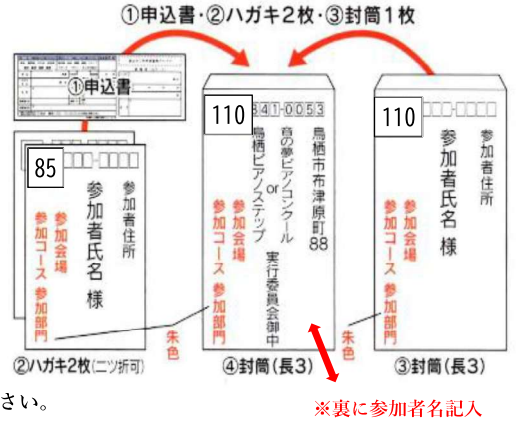 ①申込書・②ハガキ2枚・③封筒1枚
①申込書
85
参加者住所
参加者氏名 様
参加会場
参加コース 参加部門
②ハガキ2枚(二ツ折可)
朱色
110
841-0053
鳥栖市布津原町88
音の夢ピアノコンクール
or
鳥栖ピアノステップ
実行委員会御中
参加会場
参加コース 参加部門
④封筒(長3)
110
参加者住所
参加者氏名 様
参加会場
参加コース 参加部門
朱色
③封筒(長3)
さい。
※裏に参加者名記入